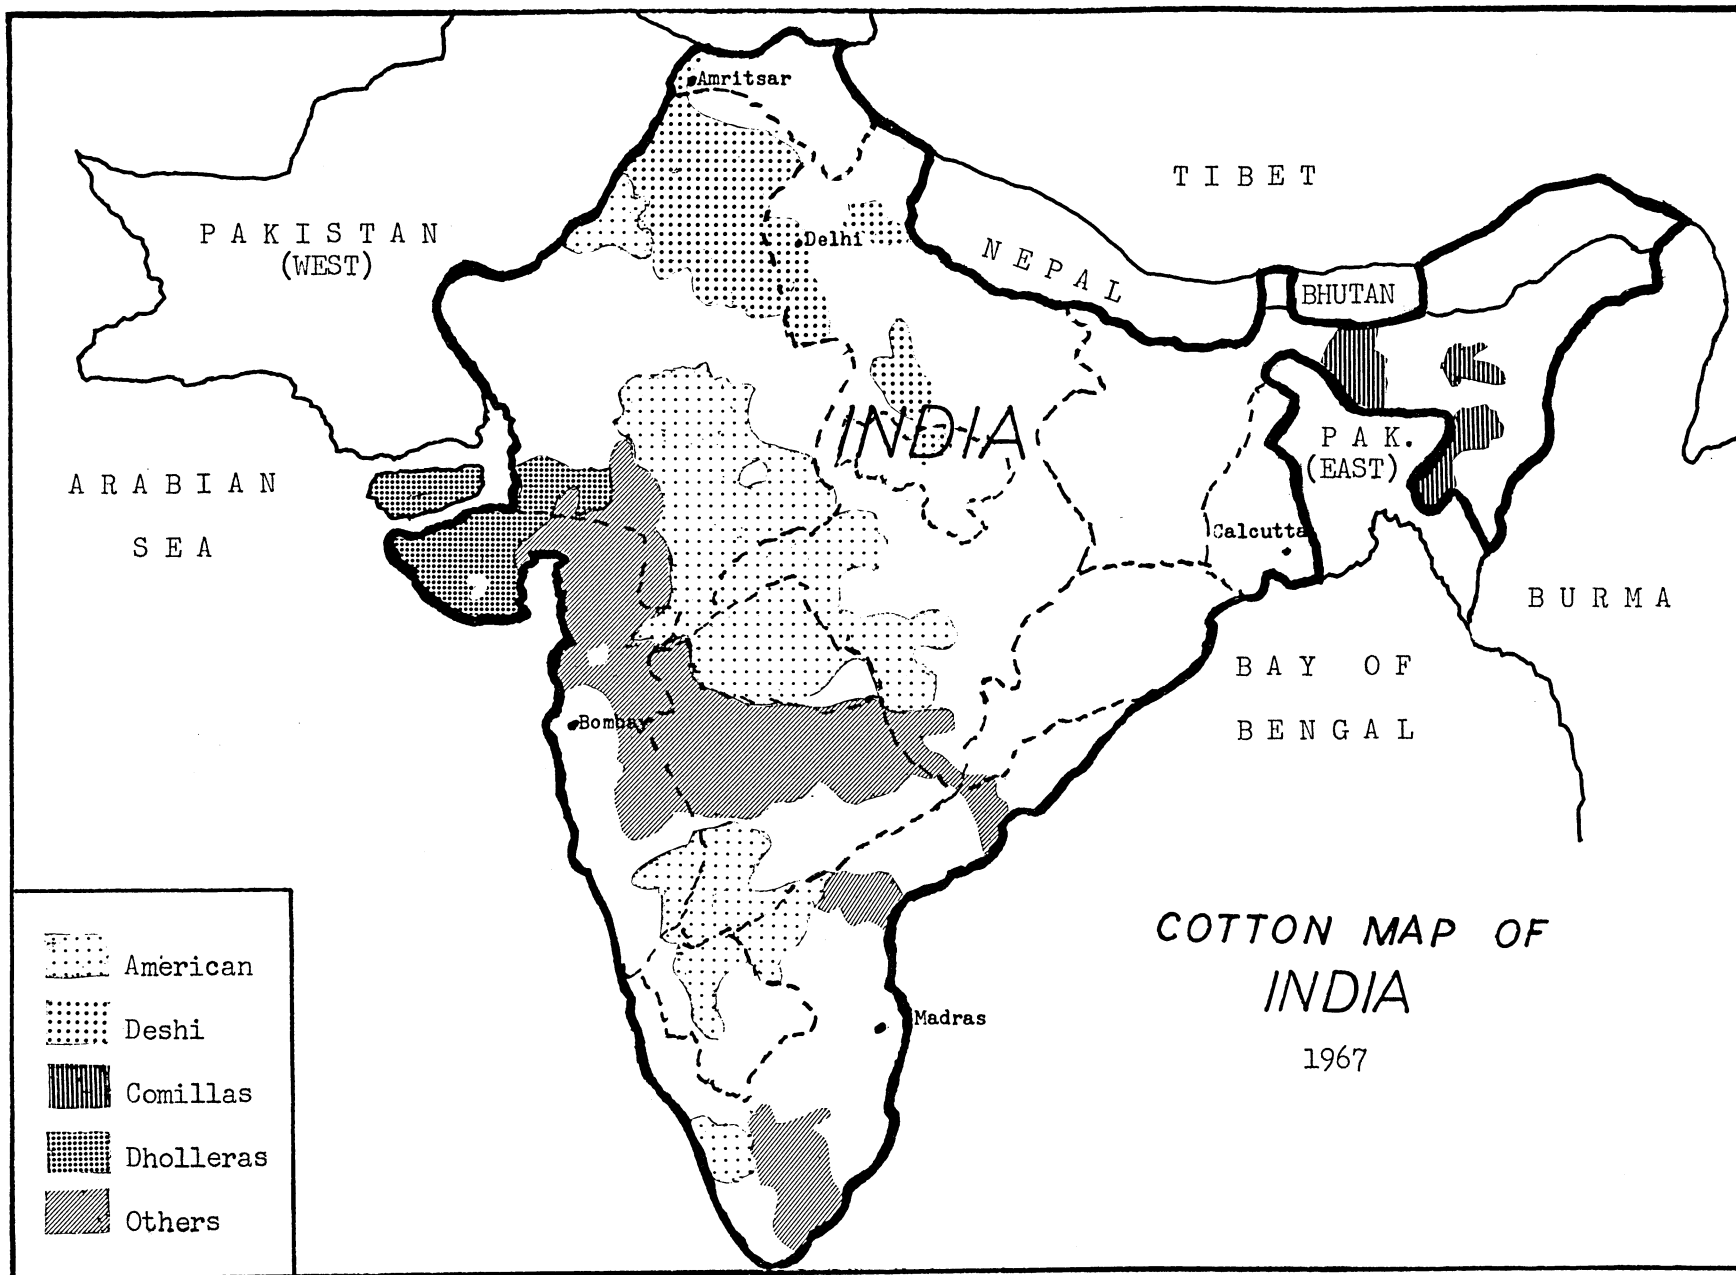 Amritsar
TIBET
PAKISTAN
(WEST)
Delhi
NEPAL
BHUTAN
INDIA
PAK.
(EAST)
ARABIAN
SEA
Calcutta
BURMA
BAY OF
BENGAL
Bombay
COTTON MAP OF
INDIA
1967
Madras
American
Deshi
Comillas
Dholleras
Others